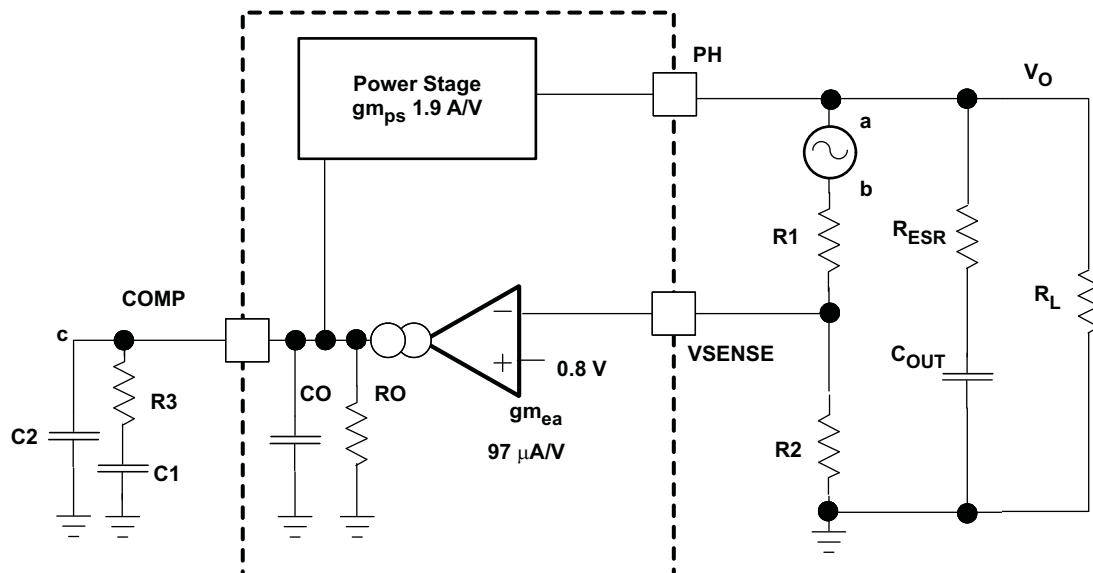 PH
Power Stage
gmps 1.9 A/V
VO
a
b
R1
RESR
RL
COMP
c
VSENSE
0.8 V
COUT
R3
CO
RO
gmea
97 μA/V
C2
C1
R2
−
+